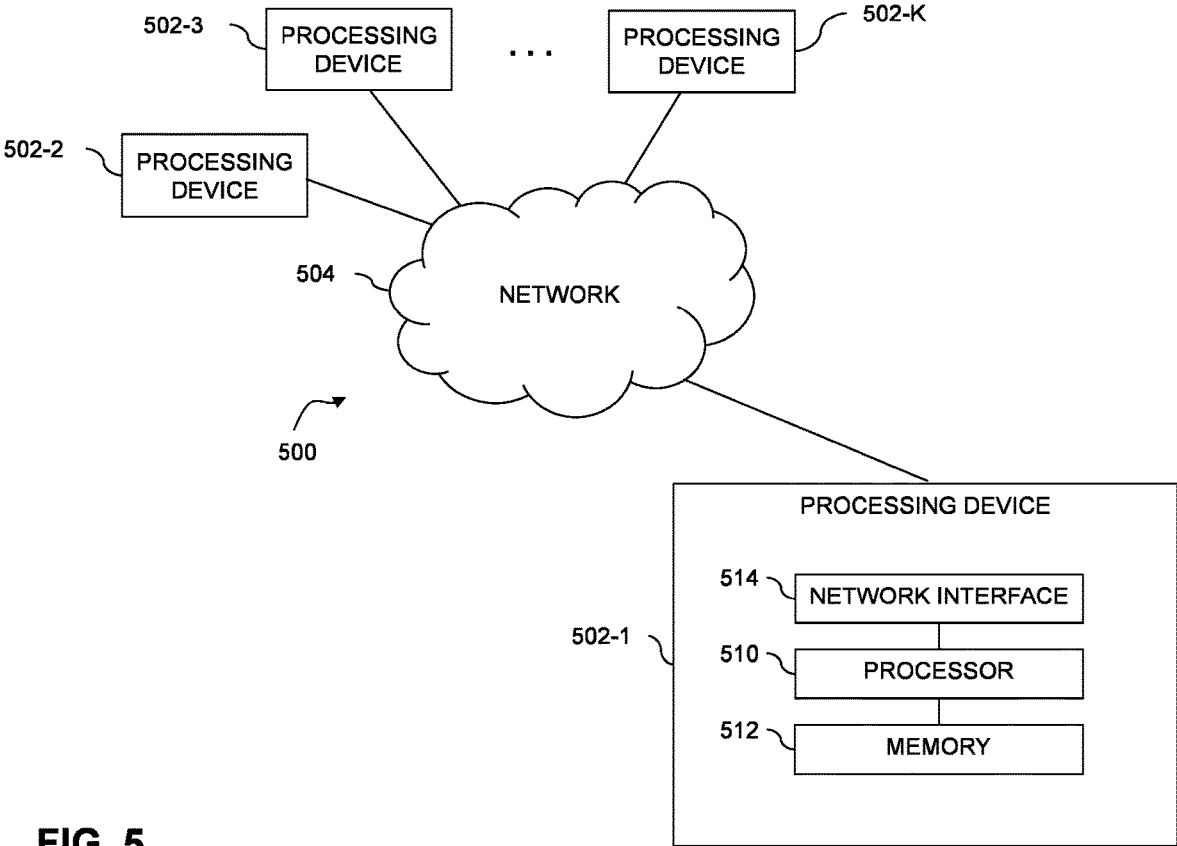 502-3
PROCESSING
DEVICE
. . .
PROCESSING
DEVICE
502-K
502-2
PROCESSING
DEVICE
504
NETWORK
500
PROCESSING DEVICE
514
NETWORK INTERFACE
502-1
510
PROCESSOR
512
MEMORY
FIG. 5